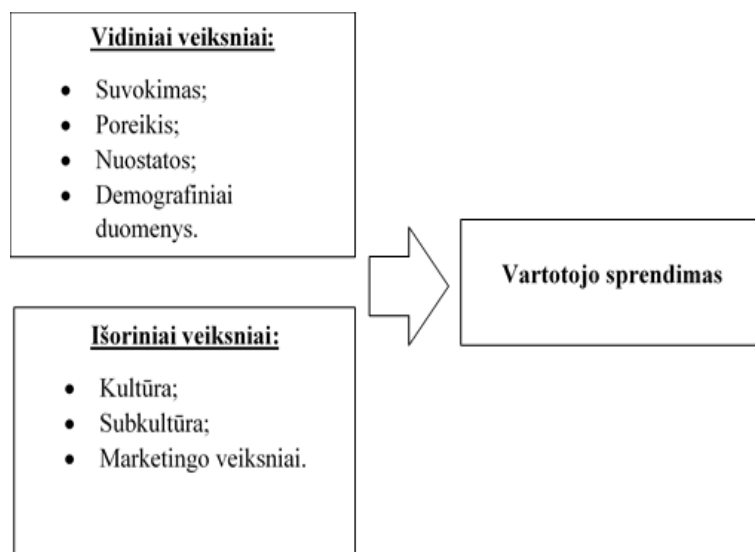 Vidiniai veiksniai:
• Suvokimas;
• Poreikis;
• Nuostatos;
• Demografiniai
duomenys.
Vartotojo sprendimas
Išoriniai veiksniai:
• Kultūra;
• Subkultūra;
• Marketingo veiksniai.